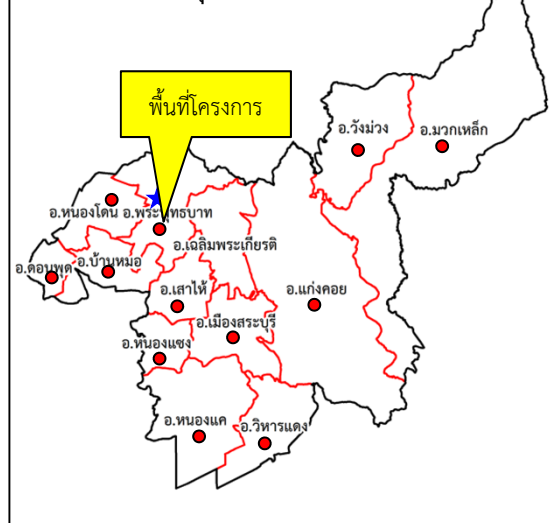 พื้นที่โครงการ
อ.วังม่วง
อ.มวกเหล็ก
อ.หนองโดน
อ.พระพุทธบาท
อ.เฉลิมพระเกียรติ
อ.ดอนพุด
อ.บ้านหมอ
อ.เสาไห้
อ.แก่งคอย
อ.เมืองสระบุรี
อ.หนองแซง
อ.หนองแค
อ.วิหารแดง